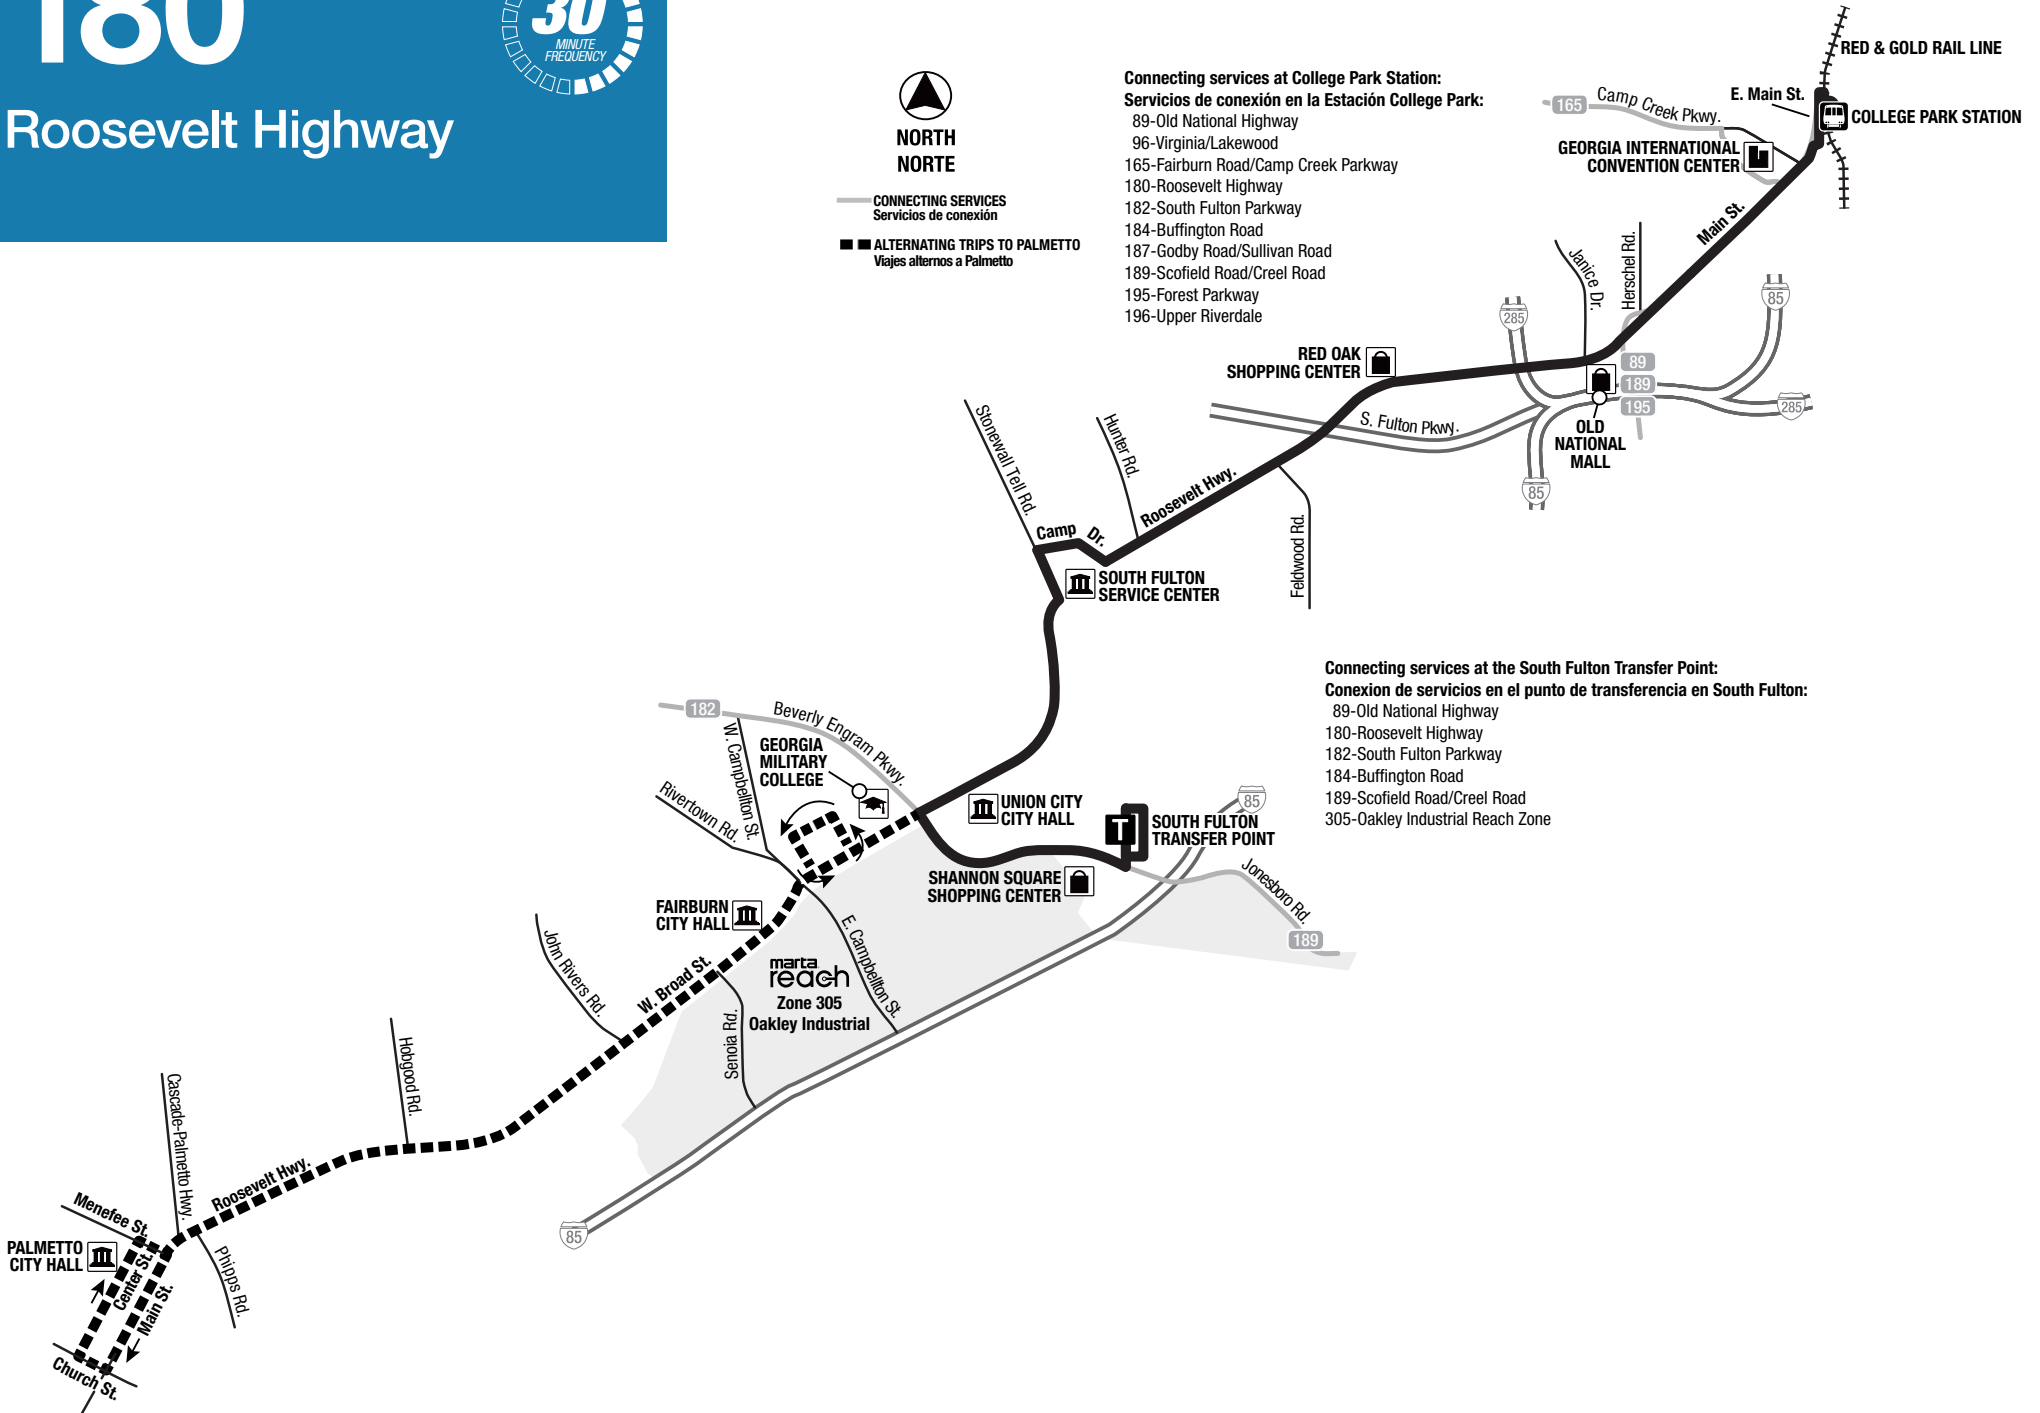 180
30
MINUTE
FREQUENCY
Roosevelt Highway
NORTH
NORTE
CONNECTING SERVICES
Servicios de conexión
ALTERNATING TRIPS TO PALMETTO
Viajes alternos a Palmetto
Connecting services at College Park Station:
Servicios de conexión en la Estación College Park:
89-Old National Highway
96-Virginia/Lakewood
165-Fairburn Road/Camp Creek Parkway
180-Roosevelt Highway
182-South Fulton Parkway
184-Buffington Road
187-Godby Road/Sullivan Road
189-Scofield Road/Creel Road
195-Forest Parkway
196-Upper Riverdale
RED & GOLD RAIL LINE
165
Camp Creek Pkwy.
E. Main St.
COLLEGE PARK STATION
GEORGIA INTERNATIONAL
CONVENTION CENTER
Main St.
Janice Dr.
Herschel Rd.
285
85
RED OAK
SHOPPING CENTER
89
189
195
285
S. Fulton Pkwy.
OLD
NATIONAL
MALL
85
Stonewall Tell Rd.
Hunter Rd.
Roosevelt Hwy.
Camp Dr.
Feldwood Rd.
SOUTH FULTON
SERVICE CENTER
Connecting services at the South Fulton Transfer Point:
Conexion de servicios en el punto de transferencia en South Fulton:
89-Old National Highway
180-Roosevelt Highway
182-South Fulton Parkway
184-Buffington Road
189-Scofield Road/Creel Road
305-Oakley Industrial Reach Zone
182
Beverly Engram Pkwy.
W. Campbellton St.
GEORGIA
MILITARY
COLLEGE
Rivertown Rd.
UNION CITY
CITY HALL
85
T
SOUTH FULTON
TRANSFER POINT
SHANNON SQUARE
SHOPPING CENTER
Jonesboro Rd.
189
FAIRBURN
CITY HALL
E. Campbellton St.
John Rivers Rd.
W. Broad St.
marta
reach
Zone 305
Oakley Industrial
Senoia Rd.
Hobgood Rd.
Cascade-Palmetto Hwy.
Roosevelt Hwy.
Menefee St.
85
PALMETTO
CITY HALL
Center St.
Main St.
Phipps Rd.
Church St.